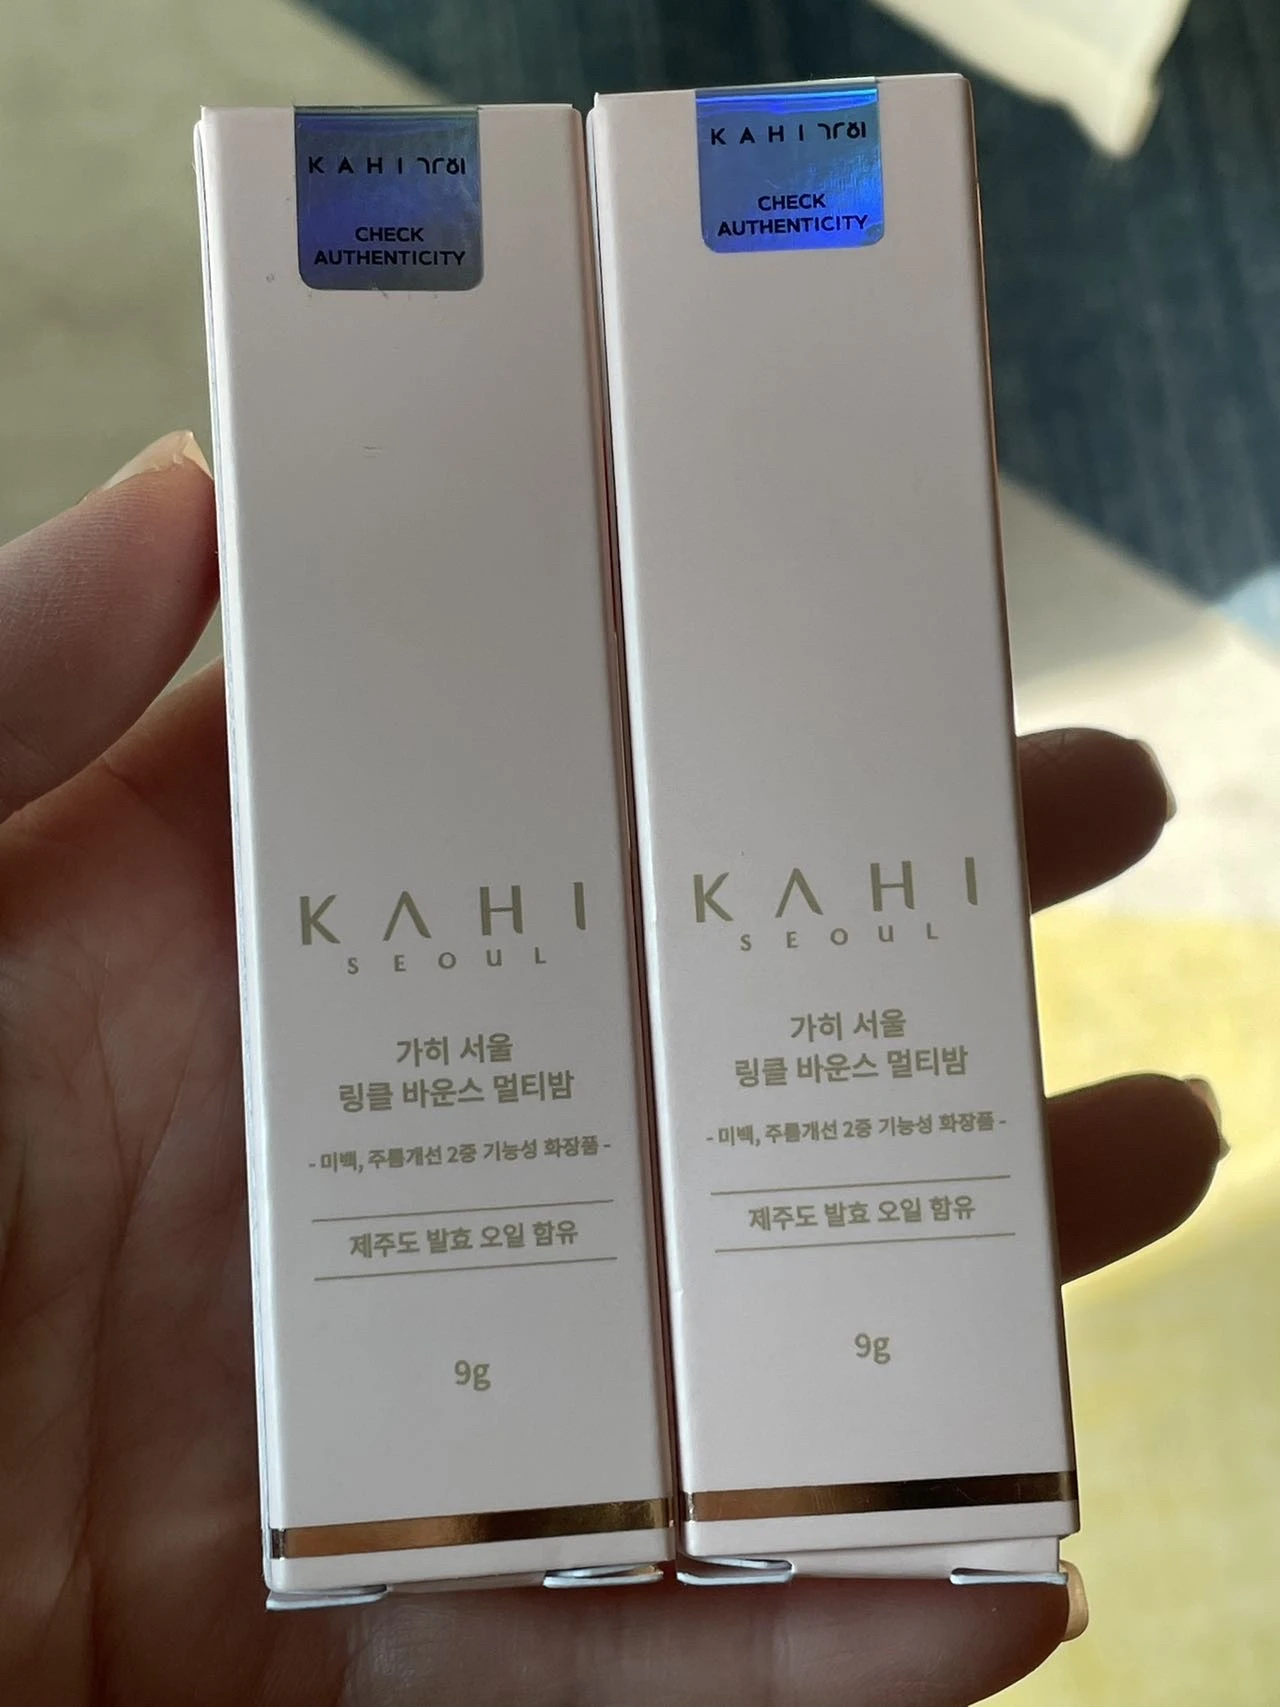 KAHI 가히
CHECK
AUTHENTICITY
KAHI
SEOUL
가히 서울
링클 바운스 멀티밤
- 미백, 주름개선 2중 기능성 화장품 -
제주도 발효 오일 함유
9g
KAHI 가히
CHECK
AUTHENTICITY
KAHI
SEOUL
가히 서울
링클 바운스 멀티밤
- 미백, 주름개선 2중 기능성 화장품 -
제주도 발효 오일 함유
9g